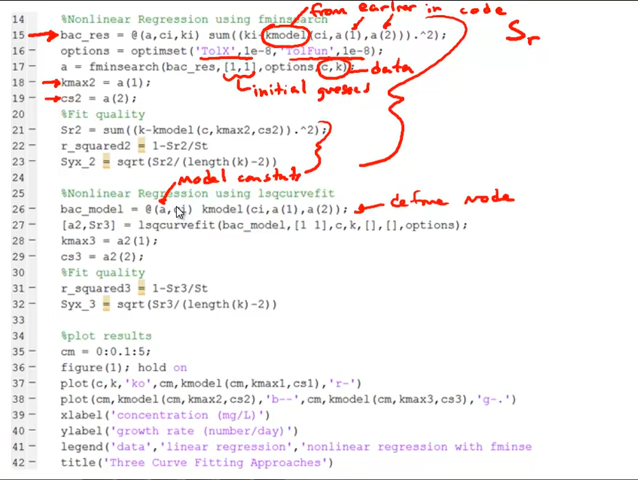 from earlier in code
14 %Nonlinear Regression using fminsearch
15 - bac_res = @(a,ci,ki) sum((ki-kmodel(ci,a(1),a(2))).^2);
Sr
16 - options = optimset('TolX',1e-8,'TolFun',1e-8);
17 - a = fminsearch(bac_res,[1,1],options,c,k);
data
18 - kmax2 = a(1);
initial guesses
19 - cs2 = a(2);
20 %Fit quality
21 - Sr2 = sum((k-kmodel(c,kmax2,cs2)).^2);
22 - r_squared2 = 1-Sr2/St
23 - Syx_2 = sqrt(Sr2/(length(k)-2))
24
model constats
25 %Nonlinear Regression using lsqcurvefit
26 - bac_model = @(a,ci) kmodel(ci,a(1),a(2));
define mode
27 - [a2,Sr3] = lsqcurvefit(bac_model,[1 1],c,k,[],[],options);
28 - kmax3 = a2(1);
29 - cs3 = a2(2);
30 %Fit quality
31 - r_squared3 = 1-Sr3/St
32 - Syx_3 = sqrt(Sr3/(length(k)-2))
33
34 %plot results
35 - cm = 0:0.1:5;
36 - figure(1); hold on
37 - plot(c,k,'ko',cm,kmodel(cm,kmax1,cs1),'r-')
38 - plot(cm,kmodel(cm,kmax2,cs2),'b--',cm,kmodel(cm,kmax3,cs3),'g-.')
39 - xlabel('concentration (mg/L)')
40 - ylabel('growth rate (number/day)')
41 - legend('data','linear regression','nonlinear regression with fminse
42 - title('Three Curve Fitting Approaches')